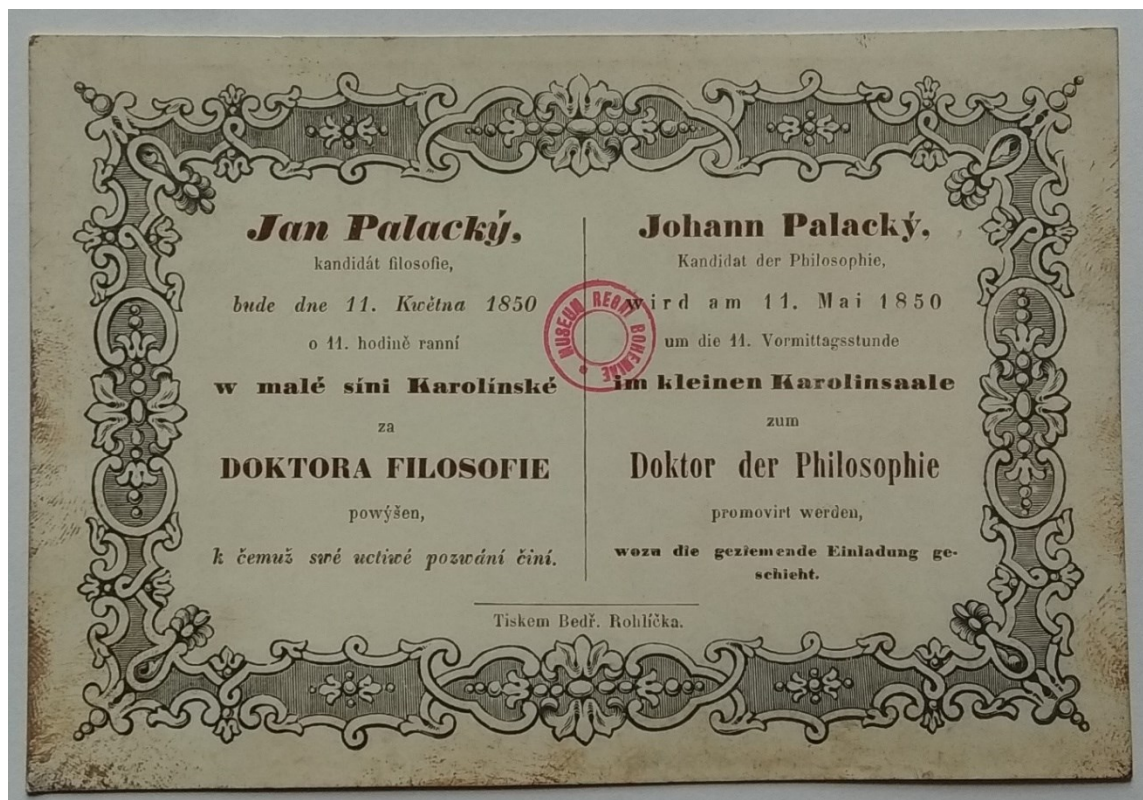 Jan Palacký,
kandidát filosofie,
bude dne 11. Kwětna 1850
o 11. hodině ranní
w malé síni Karolínské
za
DOKTORA FILOSOFIE
powýšen,
k čemuž swé uctiwé pozwání činí.
Johann Palacký,
Kandidat der Philosophie,
wird am 11. Mai 1850
um die 11. Vormittagsstunde
im kleinen Karolinsaale
zum
Doktor der Philosophie
promovirt werden,
wozu die geziemende Einladung ge-
schieht.
MUSEUM REGNI BOHEMIAE
Tiskem Bedř. Rohlíčka.